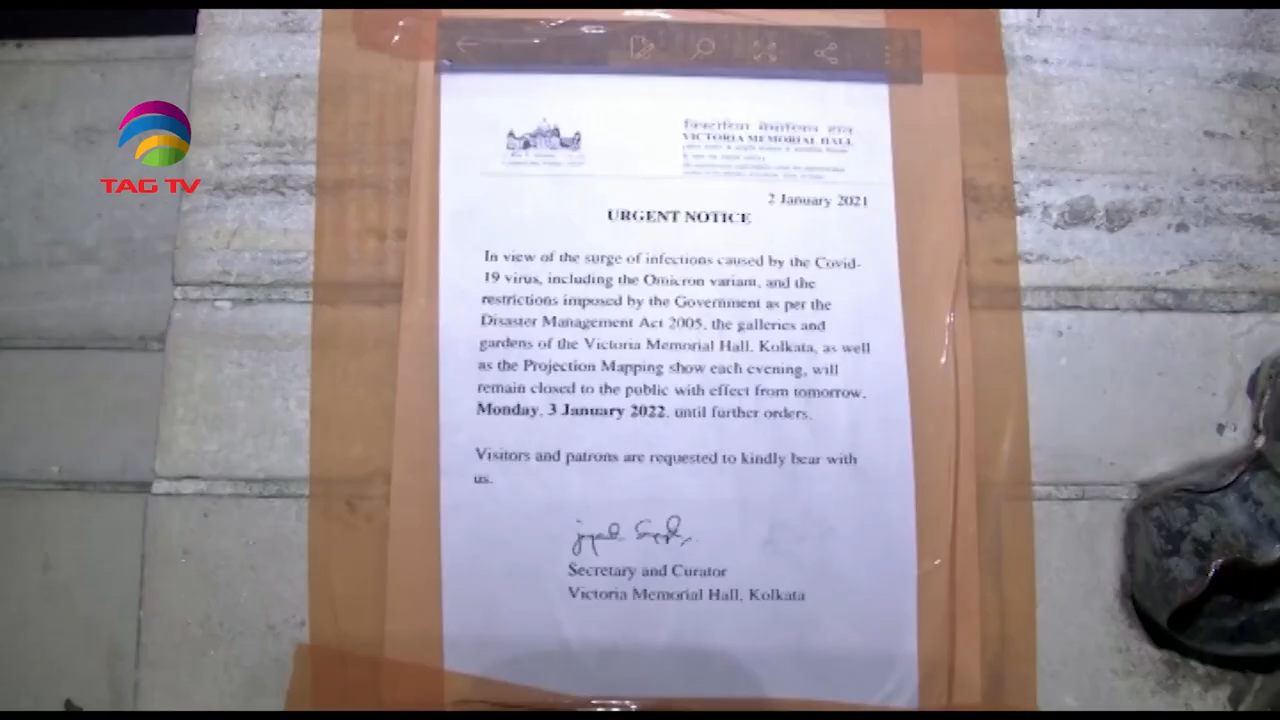 TAG TV
विक्टोरिया मेमोरियल हॉल
VICTORIA MEMORIAL HALL
2 January 2021
URGENT NOTICE
In view of the surge of infections caused by the Covid-
19 virus, including the Omicron variant, and the
restrictions imposed by the Government as per the
Disaster Management Act 2005, the galleries and
gardens of the Victoria Memorial Hall, Kolkata, as well
as the Projection Mapping show each evening, will
remain closed to the public with effect from tomorrow,
Monday, 3 January 2022, until further orders.
Visitors and patrons are requested to kindly bear with
us.
Secretary and Curator
Victoria Memorial Hall, Kolkata